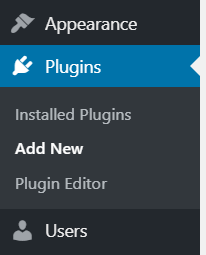 Appearance
Plugins
Installed Plugins
Add New
Plugin Editor
Users